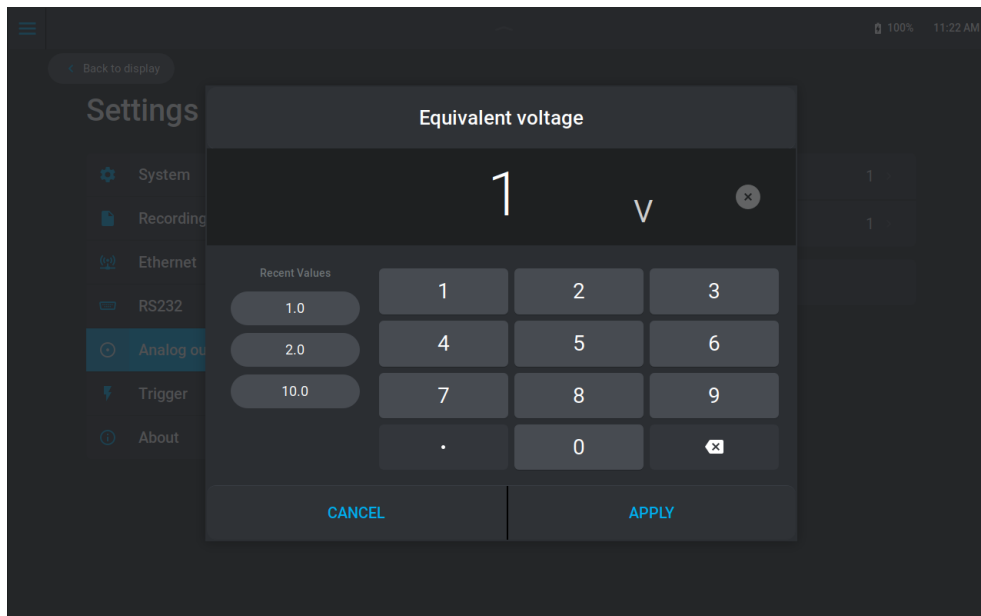 100% 11:22 AM
Back to display
Settings
System
Recording
Ethernet
RS232
Analog ou
Trigger
About
1
1
Equivalent voltage
1 V
Recent Values
1.0
2.0
10.0
1 2 3
4 5 6
7 8 9
. 0
CANCEL APPLY